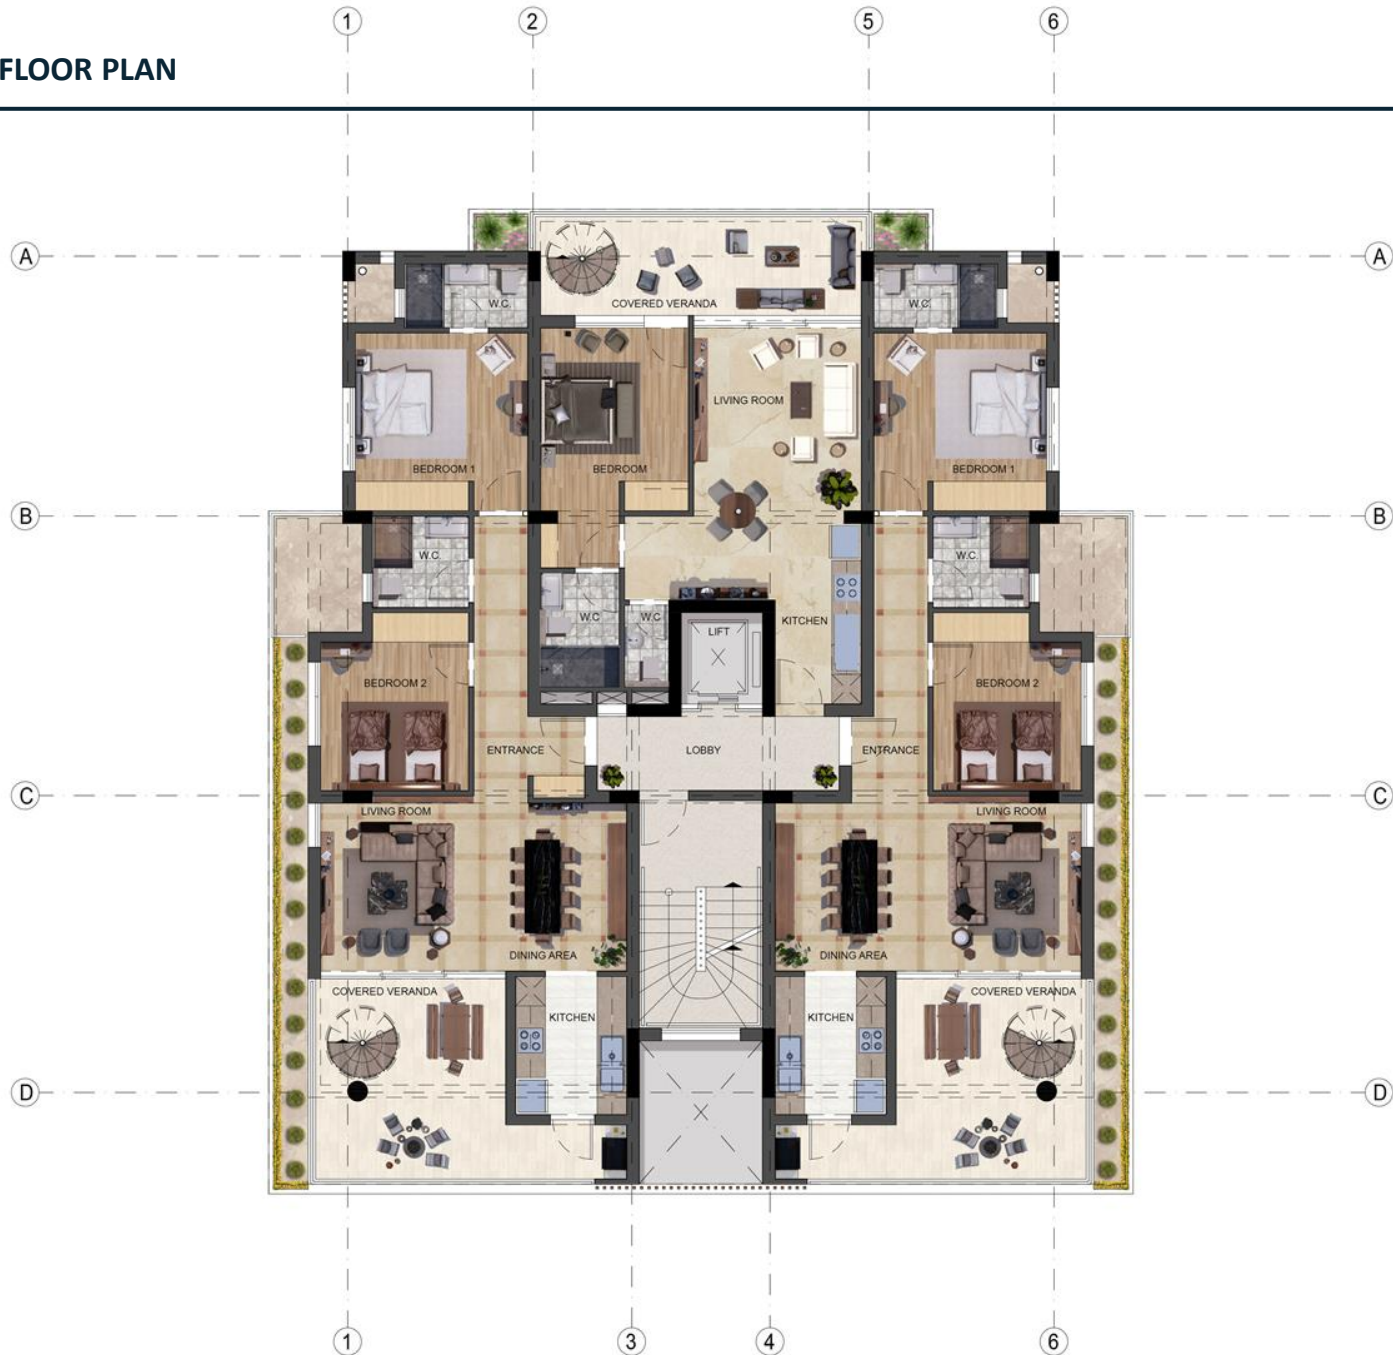 1 2 5 6
FLOOR PLAN
A A
W.C. W.C.
COVERED VERANDA
LIVING ROOM
BEDROOM 1 BEDROOM BEDROOM 1
B B
W.C. W.C.
W.C W.C
KITCHEN
LIFT
BEDROOM 2 BEDROOM 2
ENTRANCE LOBBY ENTRANCE
C C
LIVING ROOM LIVING ROOM
DINING AREA DINING AREA
COVERED VERANDA COVERED VERANDA
KITCHEN KITCHEN
D D
1 3 4 6